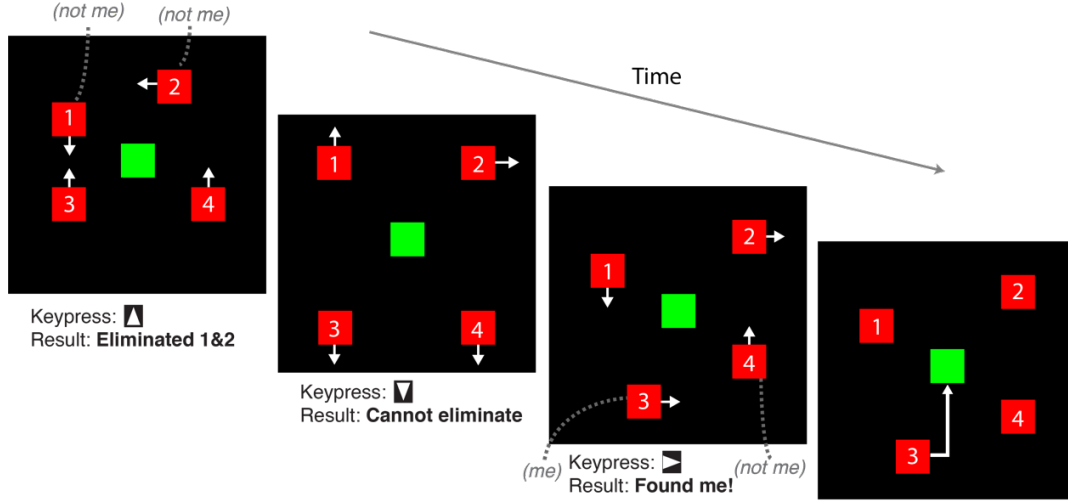 (not me)
(not me)
1
2
3
4
Keypress:
Result: Eliminated 1&2
Time
1
2
3
4
Keypress:
Result: Cannot eliminate
1
2
3
4
(me)
(not me)
Keypress:
Result: Found me!
1
2
3
4